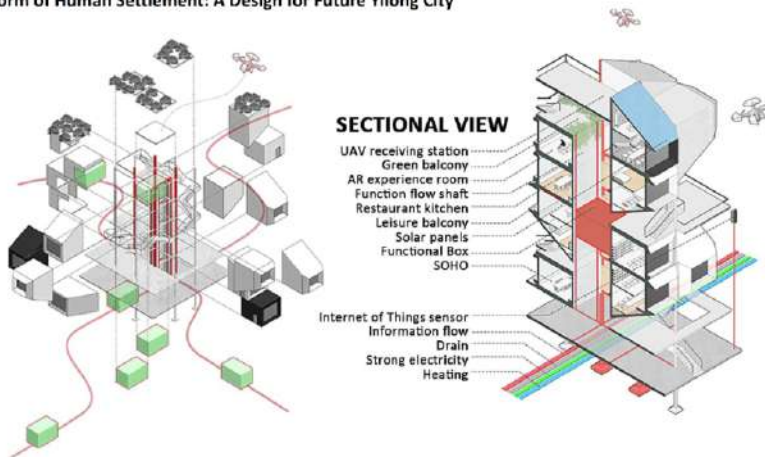 orm of Human Settlement: A Design for Future Yilong City
SECTIONAL VIEW
UAV receiving station
Green balcony
AR experience room
Function flow shaft
Restaurant kitchen
Leisure balcony
Solar panels
Functional Box
SOHO
Internet of Things sensor
Information flow
Drain
Strong electricity
Heating